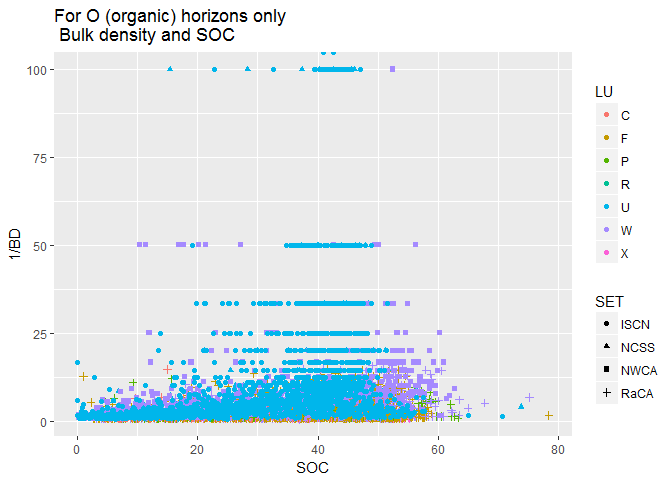 For O (organic) horizons only
Bulk density and SOC
100
75
50
25
0
1/BD
0 20 40 60 80
SOC
LU
C
F
P
R
U
W
X
SET
ISCN
NCSS
NWCA
RaCA